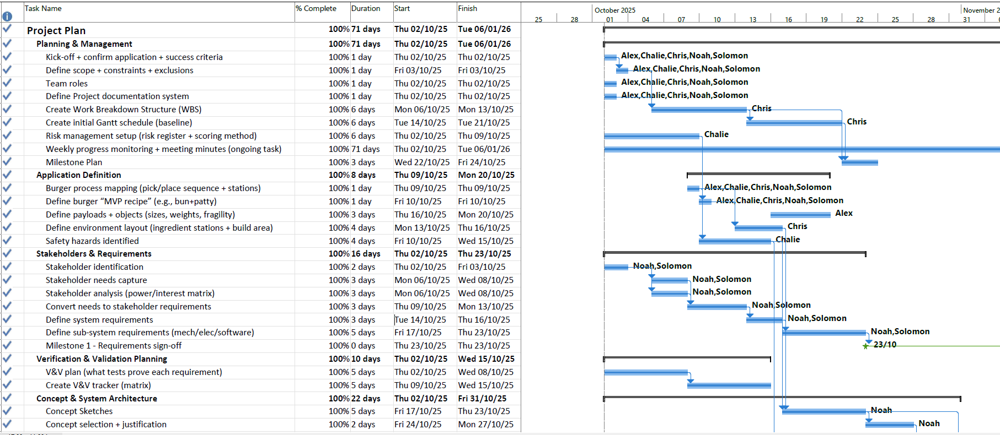 Task Name % Complete Duration Start Finish
October 2025 November 2
25 28 01 04 07 10 13 16 19 22 25 28 31
Project Plan 100% 71 days Thu 02/10/25 Tue 06/01/26
Planning & Management 100% 71 days Thu 02/10/25 Tue 06/01/26
Kick-off + confirm application + success criteria 100% 1 day Thu 02/10/25 Thu 02/10/25 Alex,Chalie,Chris,Noah,Solomon
Define scope + constraints + exclusions 100% 1 day Fri 03/10/25 Fri 03/10/25 Alex,Chalie,Chris,Noah,Solomon
Team roles 100% 1 day Thu 02/10/25 Thu 02/10/25 Alex,Chalie,Chris,Noah,Solomon
Define Project documentation system 100% 1 day Thu 02/10/25 Thu 02/10/25 Alex,Chalie,Chris,Noah,Solomon
Create Work Breakdown Structure (WBS) 100% 6 days Mon 06/10/25 Mon 13/10/25 Chris
Create initial Gantt schedule (baseline) 100% 6 days Tue 14/10/25 Tue 21/10/25 Chris
Risk management setup (risk register + scoring method) 100% 6 days Thu 02/10/25 Thu 09/10/25 Chalie
Weekly progress monitoring + meeting minutes (ongoing task) 100% 71 days Thu 02/10/25 Tue 06/01/26
Milestone Plan 100% 3 days Wed 22/10/25 Fri 24/10/25
Application Definition 100% 8 days Thu 09/10/25 Mon 20/10/25
Burger process mapping (pick/place sequence + stations) 100% 1 day Thu 09/10/25 Thu 09/10/25 Alex,Chalie,Chris,Noah,Solomon
Define burger “MVP recipe” (e.g., bun+patty) 100% 1 day Fri 10/10/25 Fri 10/10/25 Alex,Chalie,Chris,Noah,Solomon
Define payloads + objects (sizes, weights, fragility) 100% 3 days Thu 16/10/25 Mon 20/10/25 Alex
Define environment layout (ingredient stations + build area) 100% 4 days Mon 13/10/25 Thu 16/10/25 Chris
Safety hazards identified 100% 4 days Fri 10/10/25 Wed 15/10/25 Chalie
Stakeholders & Requirements 100% 16 days Thu 02/10/25 Thu 23/10/25
Stakeholder identification 100% 2 days Thu 02/10/25 Fri 03/10/25 Noah,Solomon
Stakeholder needs capture 100% 3 days Mon 06/10/25 Wed 08/10/25 Noah,Solomon
Stakeholder analysis (power/interest matrix) 100% 3 days Mon 06/10/25 Wed 08/10/25 Noah,Solomon
Convert needs to stakeholder requirements 100% 3 days Thu 09/10/25 Mon 13/10/25 Noah,Solomon
Define system requirements 100% 3 days Tue 14/10/25 Thu 16/10/25 Noah,Solomon
Define sub-system requirements (mech/elec/software) 100% 5 days Fri 17/10/25 Thu 23/10/25 Noah,Solomon
Milestone 1 - Requirements sign-off 100% 0 days Thu 23/10/25 Thu 23/10/25 23/10
Verification & Validation Planning 100% 10 days Thu 02/10/25 Wed 15/10/25
V&V plan (what tests prove each requirement) 100% 5 days Thu 02/10/25 Wed 08/10/25
Create V&V tracker (matrix) 100% 5 days Thu 09/10/25 Wed 15/10/25
Concept & System Architecture 100% 22 days Thu 02/10/25 Fri 31/10/25
Concept Sketches 100% 5 days Fri 17/10/25 Thu 23/10/25 Noah
Concept selection + justification 100% 2 days Fri 24/10/25 Mon 27/10/25 Noah